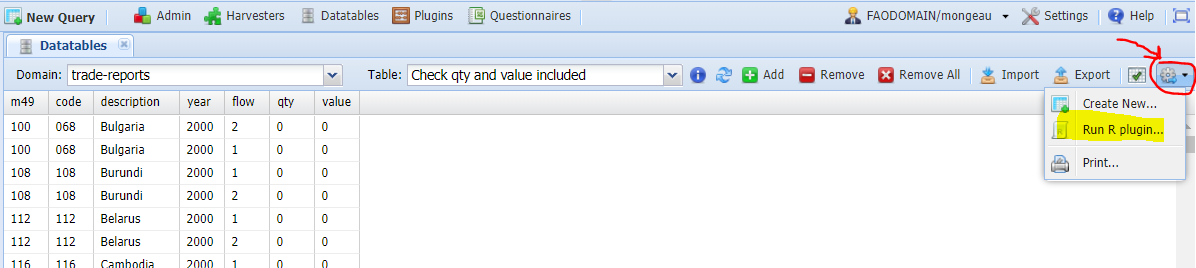 New Query Admin Harvesters Datatables Plugins Questionnaires FAODOMAIN/mongeau Settings Help
Datatables
Domain: trade-reports Table: Check qty and value included Add Remove Remove All Import Export
m49 code description year flow qty value
100 068 Bulgaria 2000 2 0 0
100 068 Bulgaria 2000 1 0 0
108 108 Burundi 2000 1 0 0
108 108 Burundi 2000 2 0 0
112 112 Belarus 2000 1 0 0
112 112 Belarus 2000 2 0 0
116 116 Cambodia 2000 1 0 0
Create New...
Run R plugin...
Print...